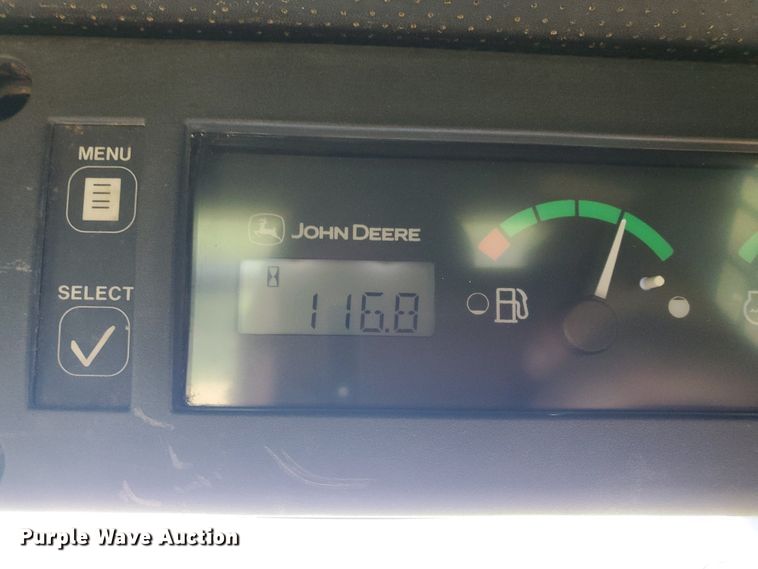 MENU
JOHN DEERE
SELECT
116.8
Purple Wave Auction